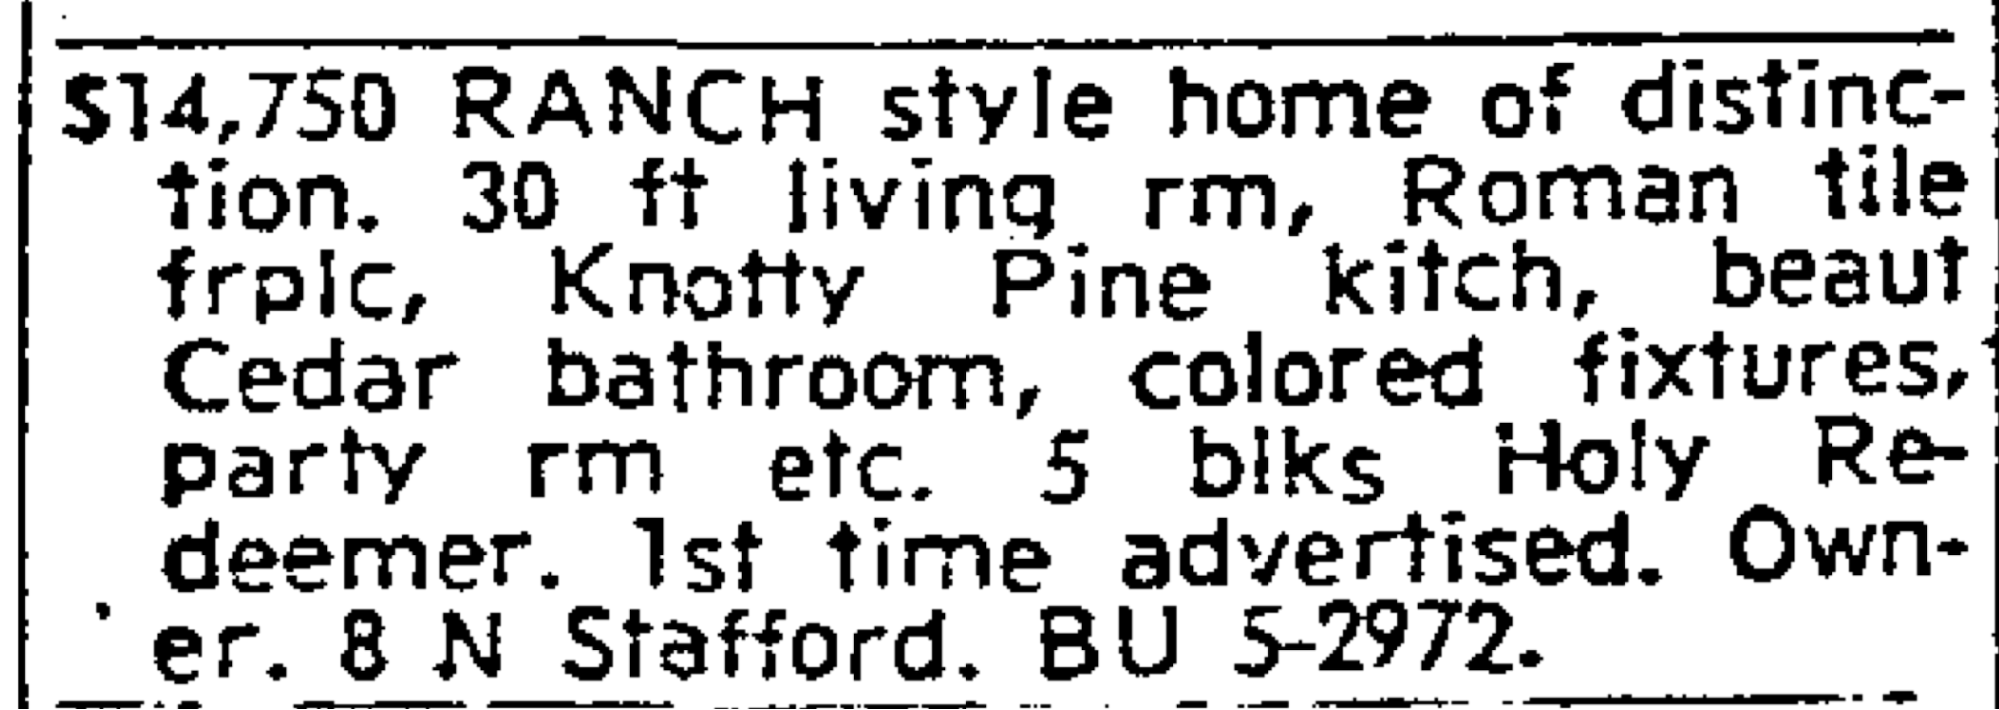 $14,750 RANCH style home of distinc-
tion. 30 ft living rm, Roman tile
frplc, Knotty Pine kitch, beaut
Cedar bathroom, colored fixtures,
party rm etc. 5 blks Holy Re-
deemer. 1st time advertised. Own-
er. 8 N Stafford. BU 5-2972.